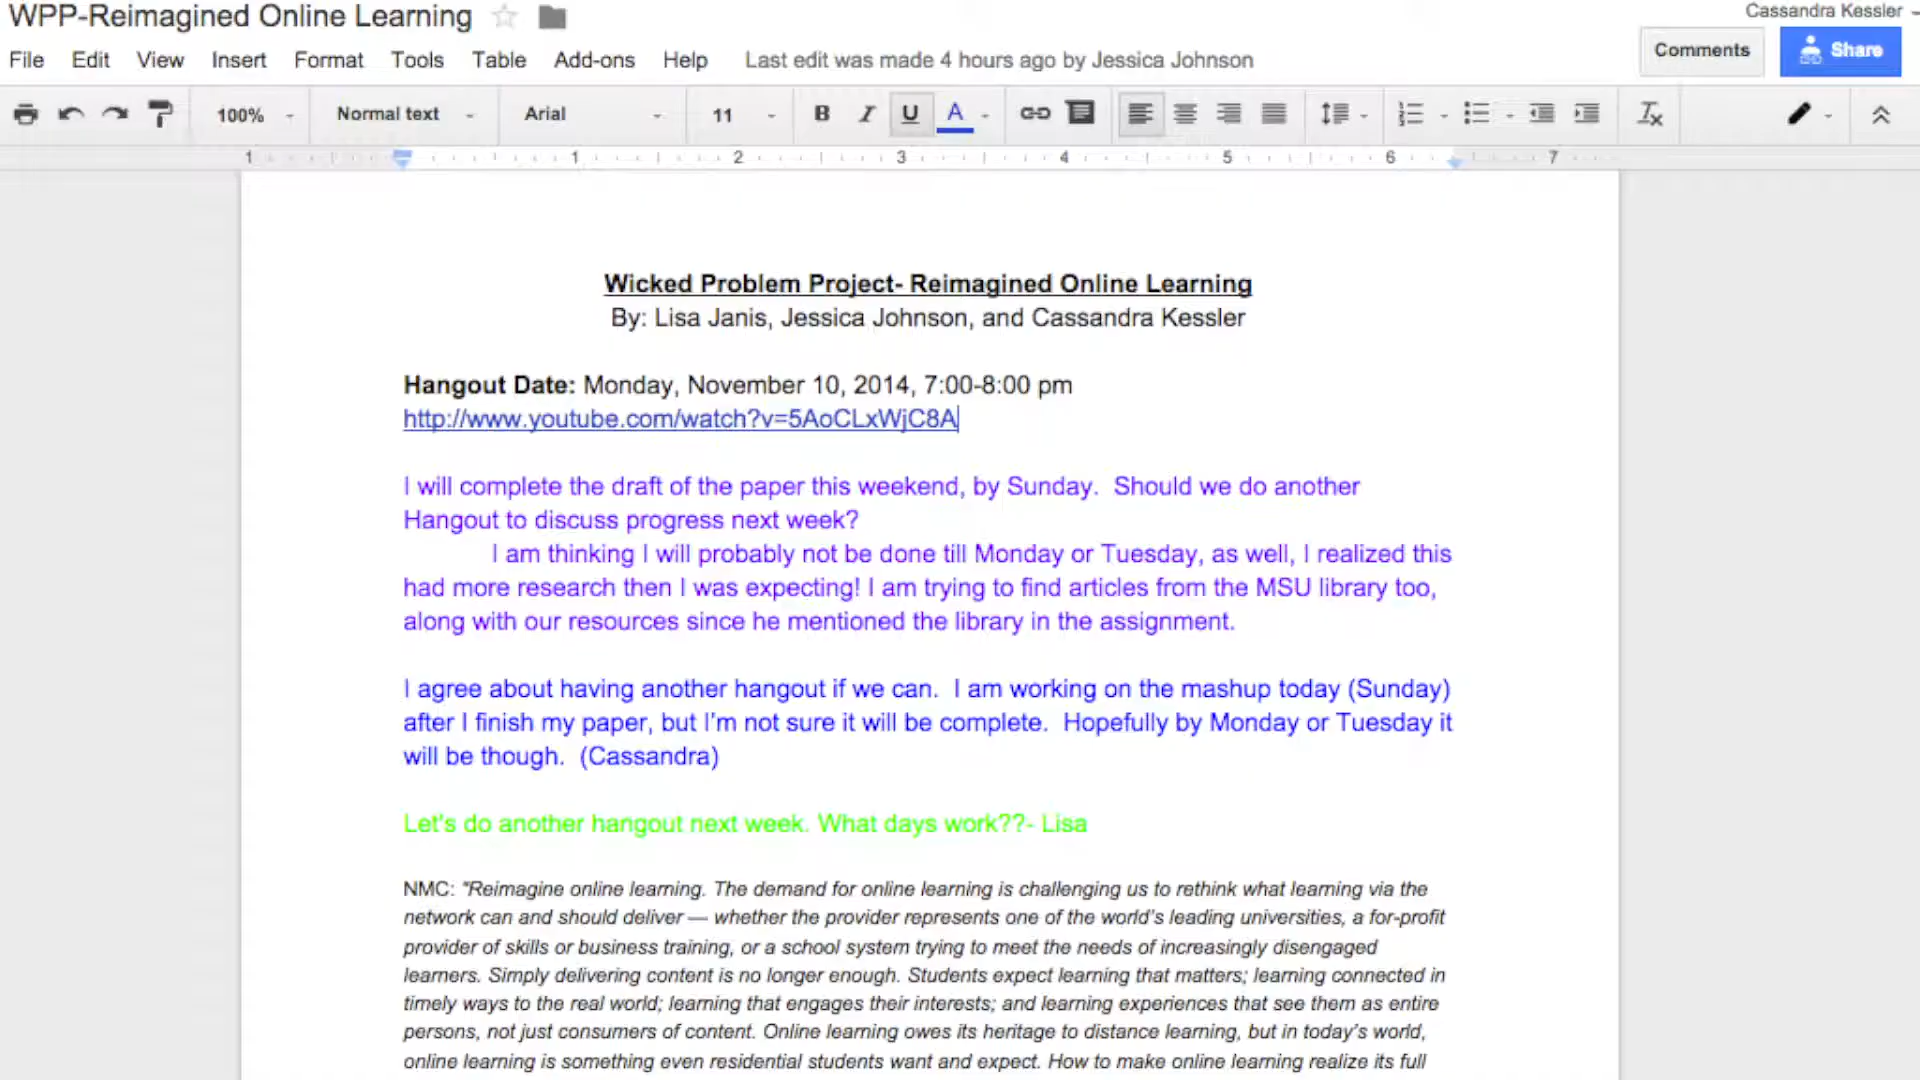 WPP-Reimagined Online Learning
Cassandra Kessler
File Edit View Insert Format Tools Table Add-ons Help Last edit was made 4 hours ago by Jessica Johnson
Comments Share
100% Normal text Arial 11 B I U A
1 1 2 3 4 5 6 7
Wicked Problem Project- Reimagined Online Learning
By: Lisa Janis, Jessica Johnson, and Cassandra Kessler
Hangout Date: Monday, November 10, 2014, 7:00-8:00 pm
http://www.youtube.com/watch?v=5AoCLxWjC8A
I will complete the draft of the paper this weekend, by Sunday.  Should we do another
Hangout to discuss progress next week?
I am thinking I will probably not be done till Monday or Tuesday, as well, I realized this
had more research then I was expecting! I am trying to find articles from the MSU library too,
along with our resources since he mentioned the library in the assignment.
I agree about having another hangout if we can.  I am working on the mashup today (Sunday)
after I finish my paper, but I'm not sure it will be complete.  Hopefully by Monday or Tuesday it
will be though.  (Cassandra)
Let's do another hangout next week. What days work??- Lisa
NMC: "Reimagine online learning. The demand for online learning is challenging us to rethink what learning via the
network can and should deliver — whether the provider represents one of the world's leading universities, a for-profit
provider of skills or business training, or a school system trying to meet the needs of increasingly disengaged
learners. Simply delivering content is no longer enough. Students expect learning that matters; learning connected in
timely ways to the real world; learning that engages their interests; and learning experiences that see them as entire
persons, not just consumers of content. Online learning owes its heritage to distance learning, but in today's world,
online learning is something even residential students want and expect. How to make online learning realize its full